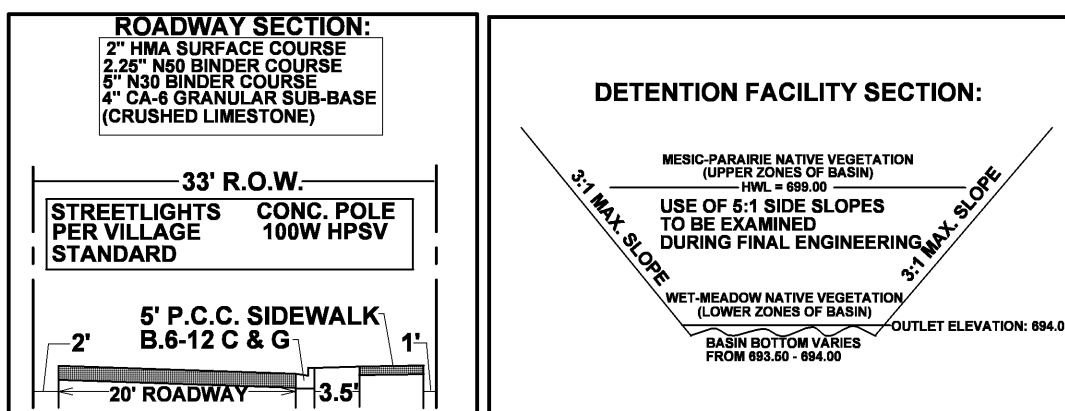 ROADWAY SECTION:
2" HMA SURFACE COURSE
2.25" N50 BINDER COURSE
5" N30 BINDER COURSE
4" CA-6 GRANULAR SUB-BASE
(CRUSHED LIMESTONE)
33' R.O.W.
STREETLIGHTS CONC. POLE
PER VILLAGE 100W HPSV
STANDARD
5' P.C.C. SIDEWALK
B.6-12 C & G
2'
1'
20' ROADWAY
3.5'
DETENTION FACILITY SECTION:
MESIC-PARAIRIE NATIVE VEGETATION
(UPPER ZONES OF BASIN)
HWL = 699.00
3:1 MAX. SLOPE
USE OF 5:1 SIDE SLOPES
TO BE EXAMINED
DURING FINAL ENGINEERING
3:1 MAX. SLOPE
WET-MEADOW NATIVE VEGETATION
(LOWER ZONES OF BASIN)
OUTLET ELEVATION: 694.0
BASIN BOTTOM VARIES
FROM 693.50 - 694.00